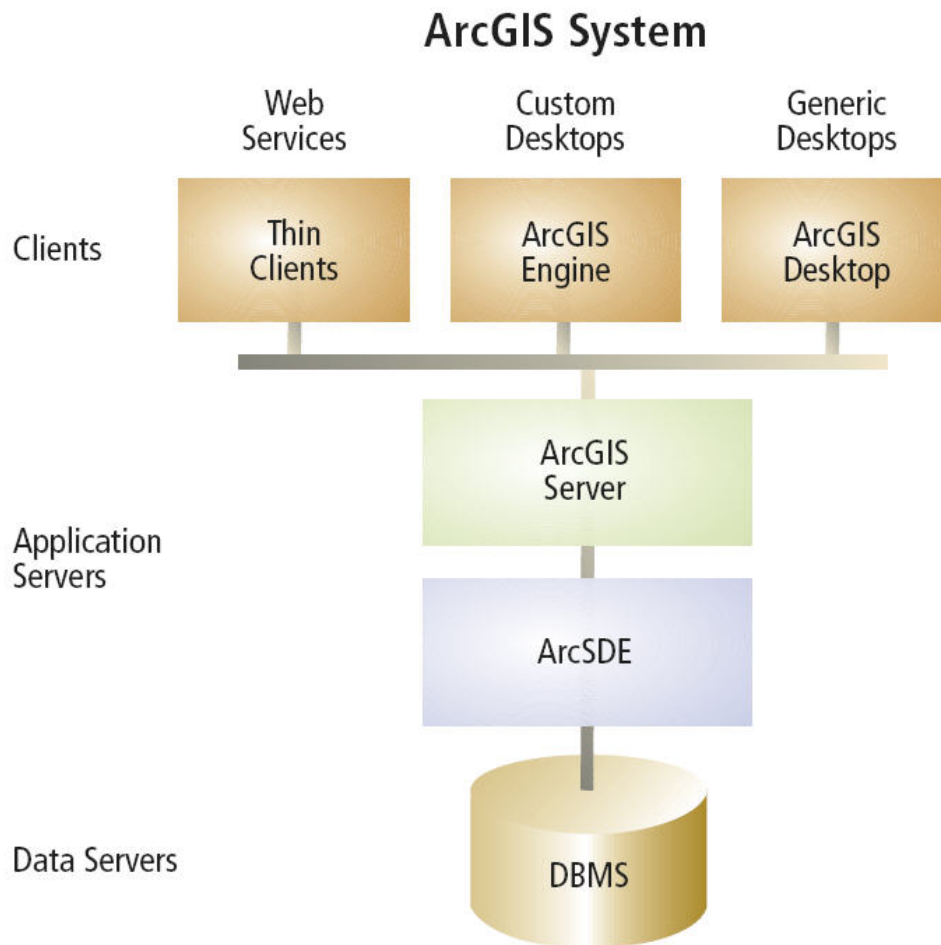 ArcGIS System
Web
Services
Custom
Desktops
Generic
Desktops
Clients
Thin
Clients
ArcGIS
Engine
ArcGIS
Desktop
ArcGIS
Server
Application
Servers
ArcSDE
Data Servers
DBMS